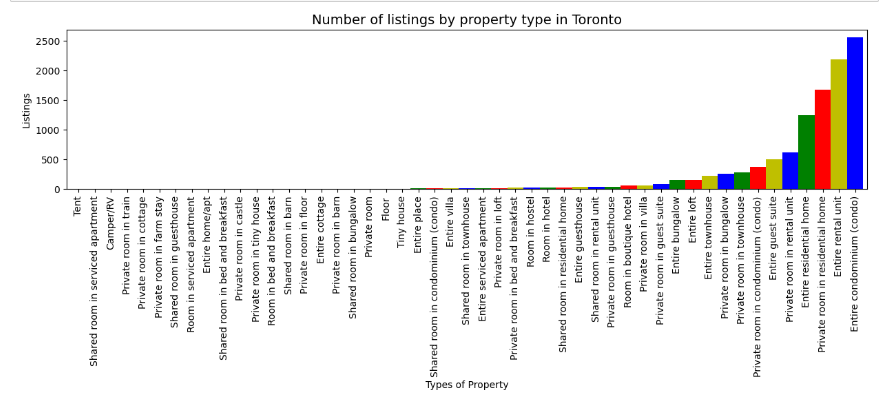 Number of listings by property type in Toronto
Listings
2500
2000
1500
1000
500
0
Tent
Shared room in serviced apartment
Camper/RV
Private room in train
Private room in cottage
Private room in farm stay
Shared room in guesthouse
Room in serviced apartment
Entire home/apt
Shared room in bed and breakfast
Private room in castle
Private room in tiny house
Room in bed and breakfast
Shared room in barn
Private room in floor
Entire cottage
Private room in barn
Shared room in bungalow
Private room
Floor
Tiny house
Entire place
Shared room in condominium (condo)
Entire villa
Shared room in townhouse
Entire serviced apartment
Private room in loft
Private room in bed and breakfast
Room in hostel
Room in hotel
Shared room in residential home
Entire guesthouse
Shared room in rental unit
Private room in guesthouse
Room in boutique hotel
Private room in villa
Private room in guest suite
Entire bungalow
Entire loft
Entire townhouse
Private room in bungalow
Private room in townhouse
Private room in condominium (condo)
Entire guest suite
Private room in rental unit
Entire residential home
Private room in residential home
Entire rental unit
Entire condominium (condo)
Types of Property